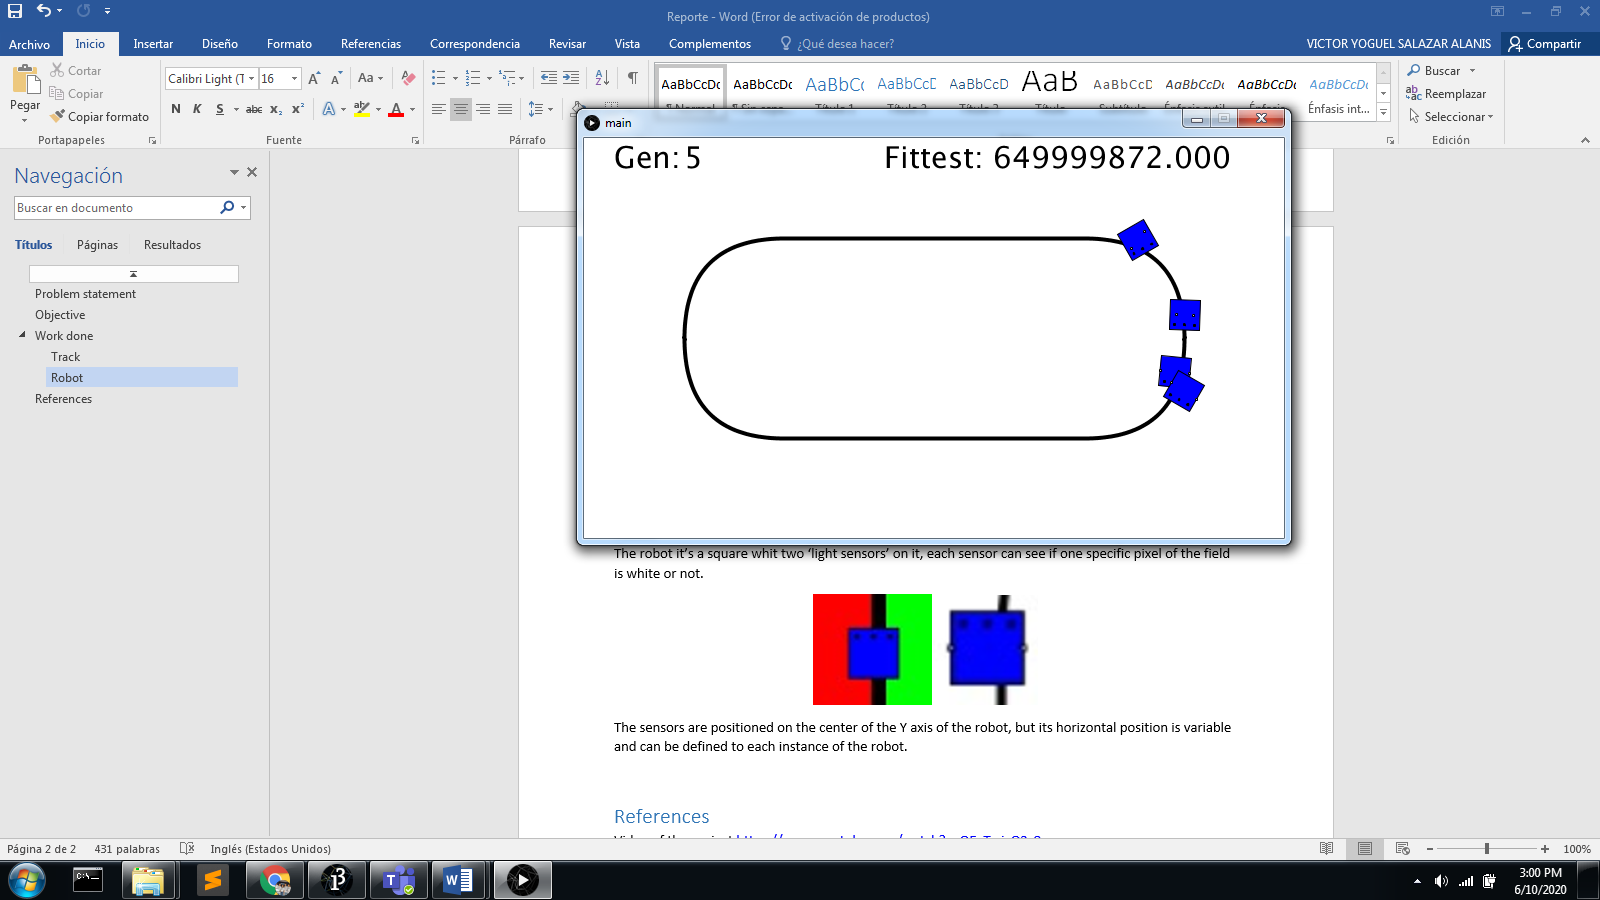 Reporte - Word (Error de activación de productos)
Archivo Inicio Insertar Diseño Formato Referencias Correspondencia Revisar Vista Complementos ¿Qué desea hacer? VICTOR YOGUEL SALAZAR ALANIS Compartir
Pegar
Cortar
Copiar
Copiar formato
Portapapeles
Calibri Light (T 16
N K S abc x₂ x²
Fuente
Párrafo
AaBbCcDc AaBbCcDc AaBbCc AaBbCcD AaBbCcD AaB AaBbCcD AaBbCcDc AaBbCcDc AaBbCcDc
Énfasis int...
Buscar
Reemplazar
Seleccionar
Edición
Navegación
Buscar en documento
Títulos Páginas Resultados
Problem statement
Objective
Work done
Track
Robot
References
main
Gen: 5 Fittest: 649999872.000
The robot it's a square whit two ‘light sensors’ on it, each sensor can see if one specific pixel of the field
is white or not.
The sensors are positioned on the center of the Y axis of the robot, but its horizontal position is variable
and can be defined to each instance of the robot.
References
Página 2 de 2 431 palabras Inglés (Estados Unidos) 100%
3:00 PM
6/10/2020